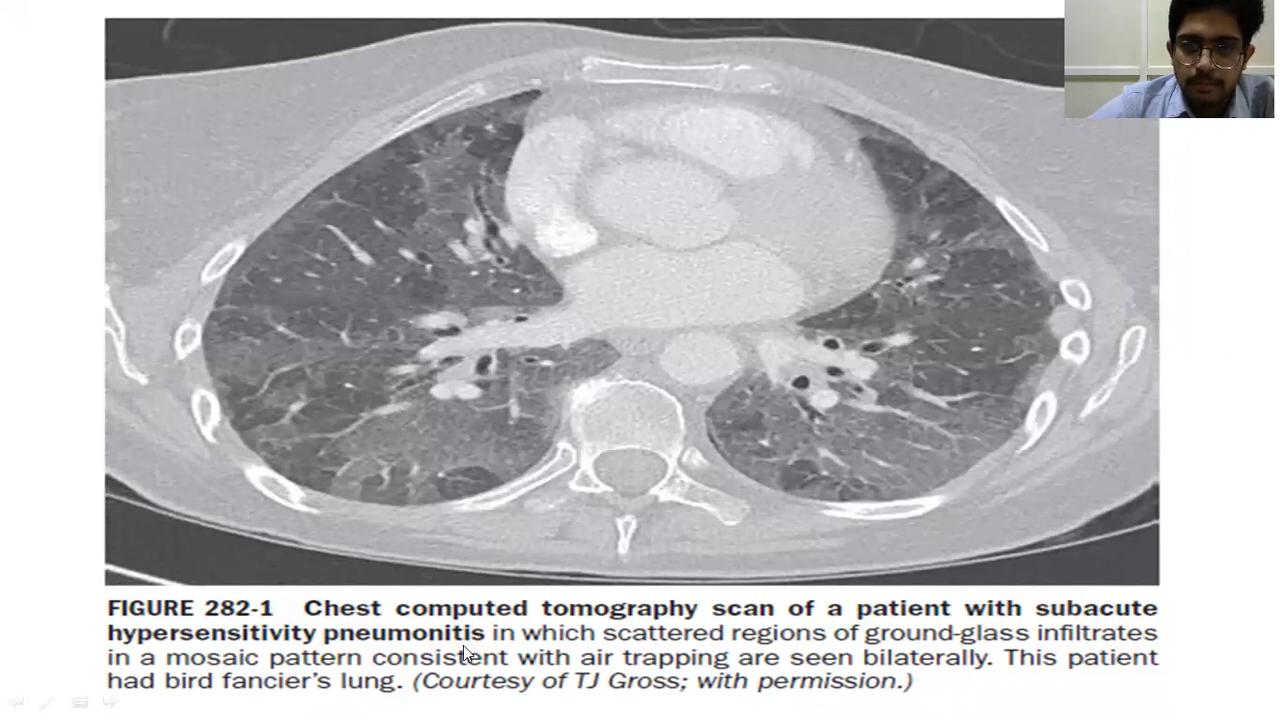 FIGURE 282-1 Chest computed tomography scan of a patient with subacute
hypersensitivity pneumonitis in which scattered regions of ground-glass infiltrates
in a mosaic pattern consistent with air trapping are seen bilaterally. This patient
had bird fancier's lung. (Courtesy of TJ Gross; with permission.)